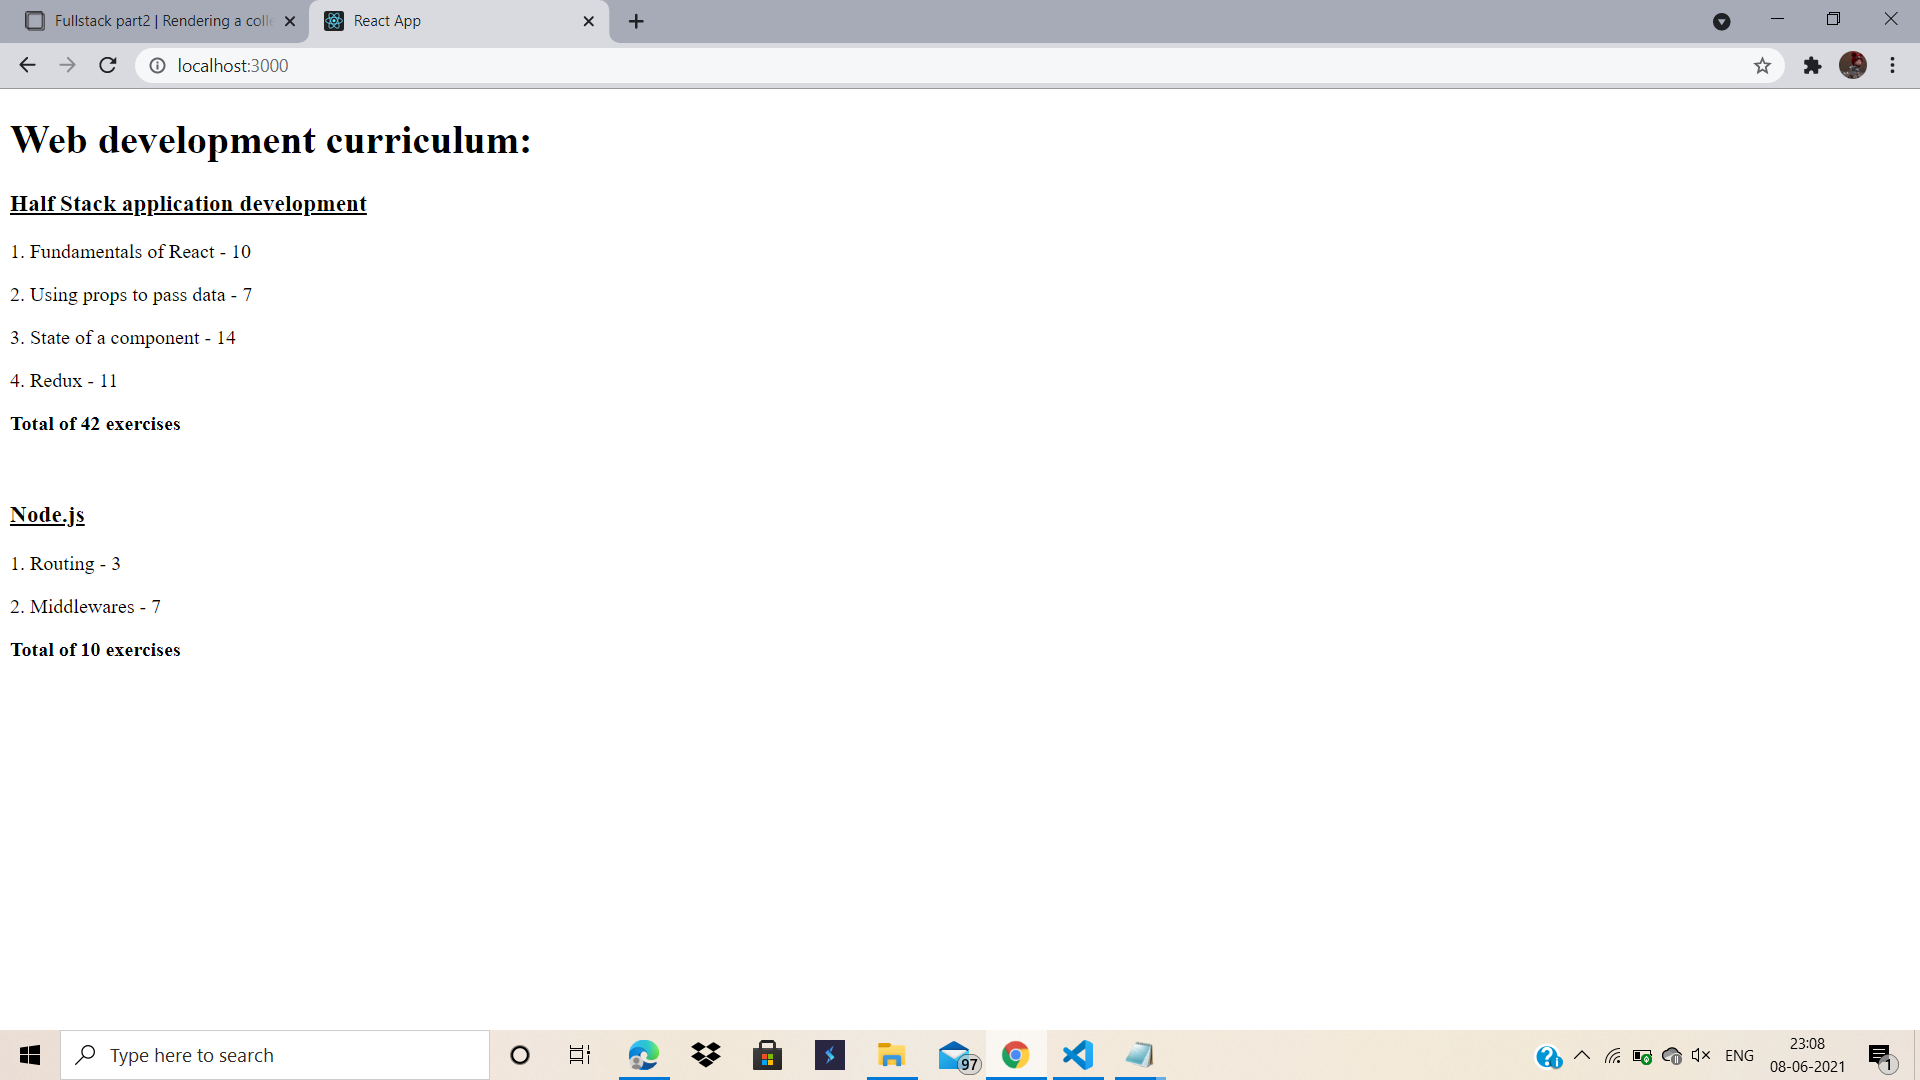 Fullstack part2 | Rendering a colle
React App
localhost:3000
Web development curriculum:
Half Stack application development
1. Fundamentals of React - 10
2. Using props to pass data - 7
3. State of a component - 14
4. Redux - 11
Total of 42 exercises
Node.js
1. Routing - 3
2. Middlewares - 7
Total of 10 exercises
Type here to search
97
ENG
23:08
08-06-2021
1